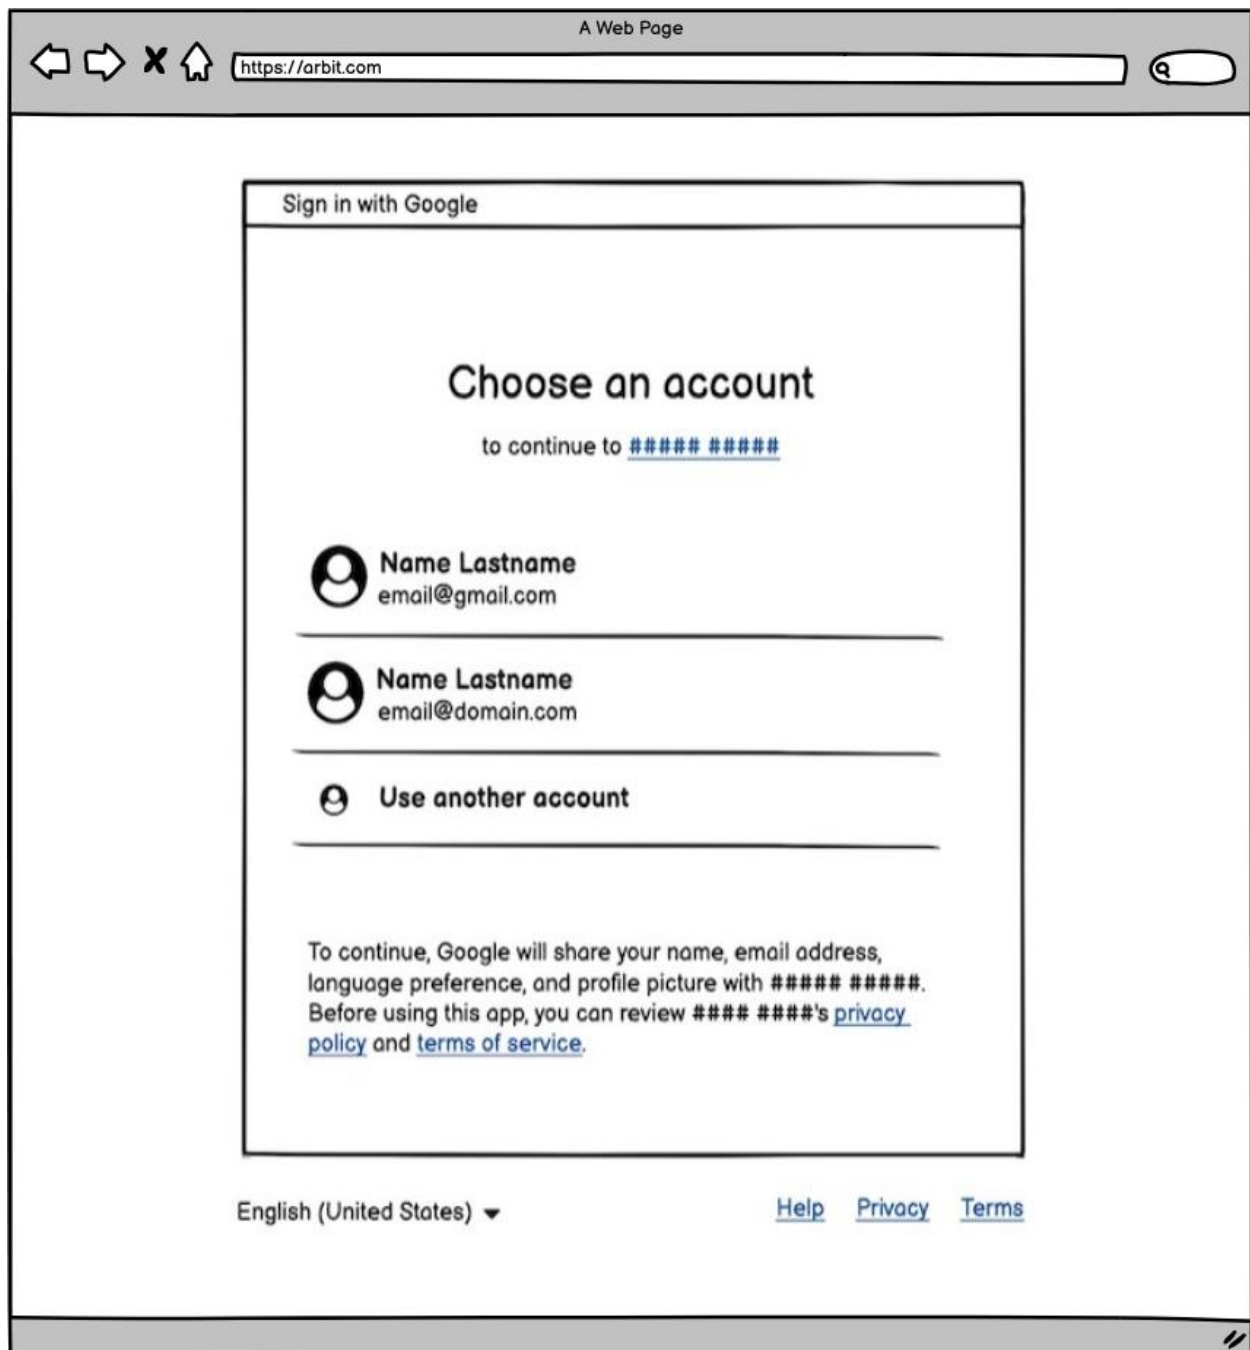 A Web Page
https://arbit.com
Sign in with Google
Choose an account
to continue to ##### #####
Name Lastname
email@gmail.com
Name Lastname
email@domain.com
Use another account
To continue, Google will share your name, email address,
language preference, and profile picture with ##### #####.
Before using this app, you can review #### ####'s privacy
policy and terms of service.
English (United States)
Help Privacy Terms